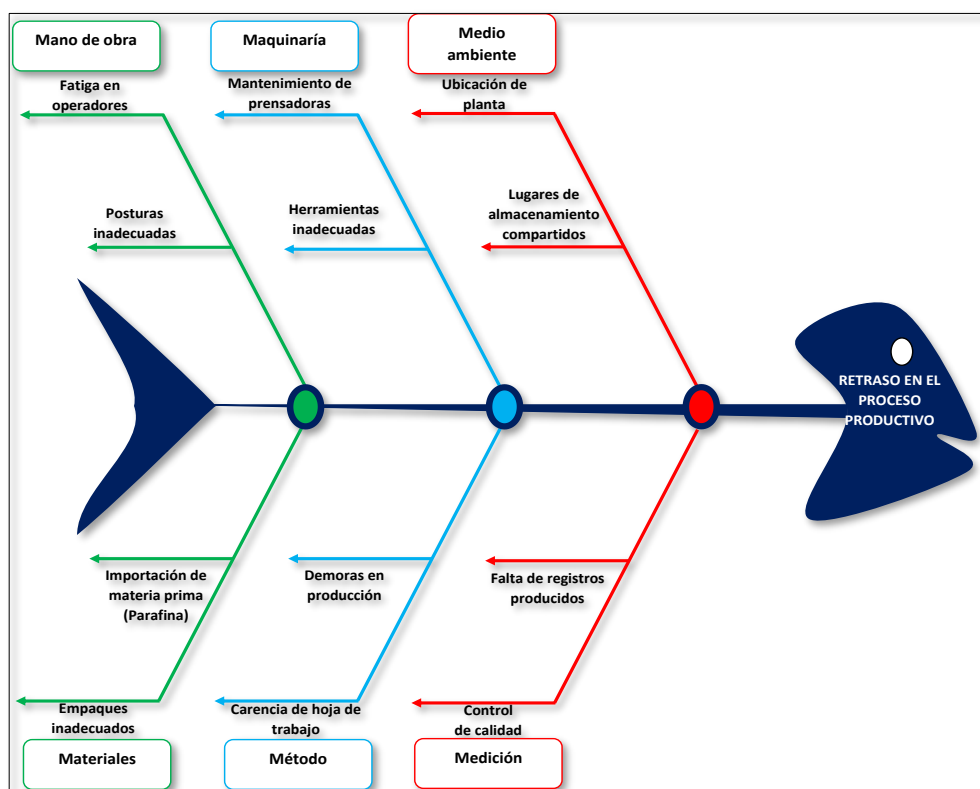 Mano de obra
Maquinaría
Medio
ambiente
Fatiga en
operadores
Mantenimiento de
prensadoras
Ubicación de
planta
Posturas
inadecuadas
Herramientas
inadecuadas
Lugares de
almacenamiento
compartidos
RETRASO EN EL
PROCESO
PRODUCTIVO
Importación de
materia prima
(Parafina)
Demoras en
producción
Falta de registros
producidos
Empaques
inadecuados
Carencia de hoja de
trabajo
Control
de calidad
Materiales
Método
Medición